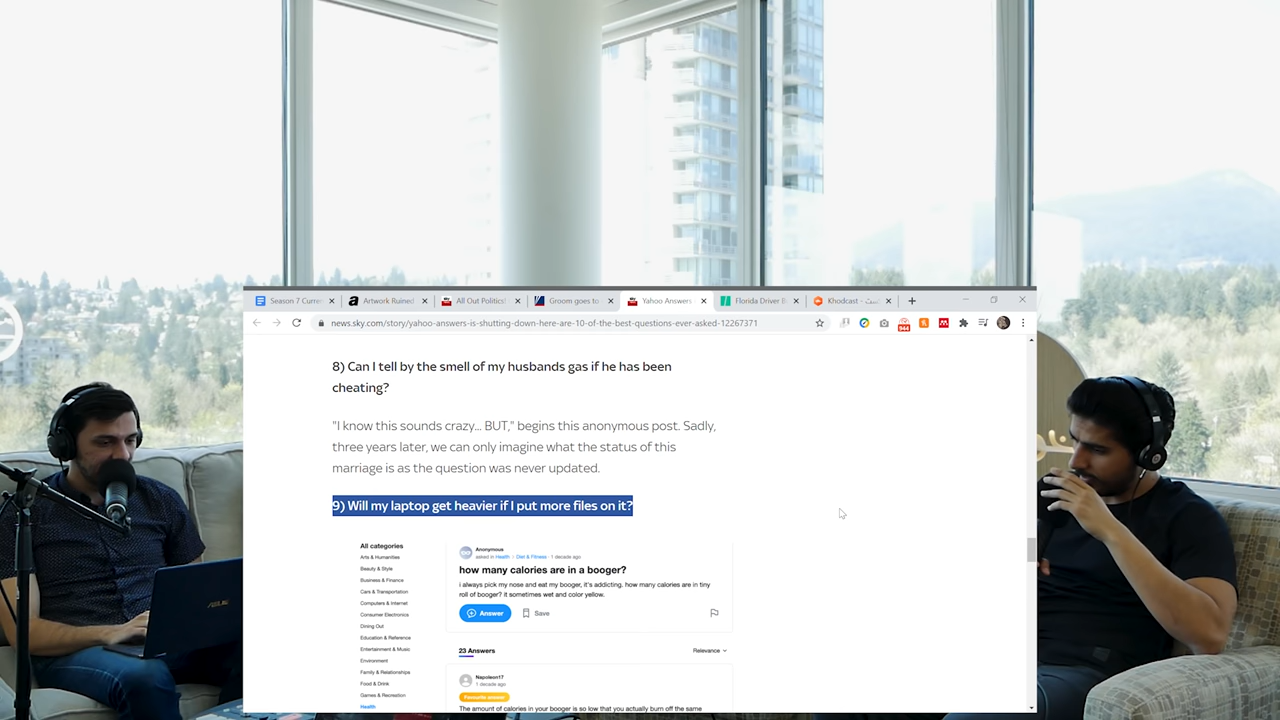 Season 7 Curre
Artwork Ruined
All Out Politics!
Groom goes to
Yahoo Answers
Florida Driver B
Khodcast -
news.sky.com/story/yahoo-answers-is-shutting-down-here-are-10-of-the-best-questions-ever-asked-12267371
944
8) Can I tell by the smell of my husbands gas if he has been
cheating?
"I know this sounds crazy... BUT," begins this anonymous post. Sadly,
three years later, we can only imagine what the status of this
marriage is as the question was never updated.
9) Will my laptop get heavier if I put more files on it?
All categories
Arts & Humanities
Beauty & Style
Business & Finance
Cars & Transportation
Computers & Internet
Consumer Electronics
Dining Out
Education & Reference
Entertainment & Music
Environment
Family & Relationships
Food & Drink
Games & Recreation
Health
Anonymous
asked in Health > Diet & Fitness · 1 decade ago
how many calories are in a booger?
i always pick my nose and eat my booger, it's addicting. how many calories are in tiny
roll of booger? it sometimes wet and color yellow.
Answer
Save
23 Answers
Relevance
Napoleon17
1 decade ago
Favourite answer
The amount of calories in your booger is so low that you actually burn off the same